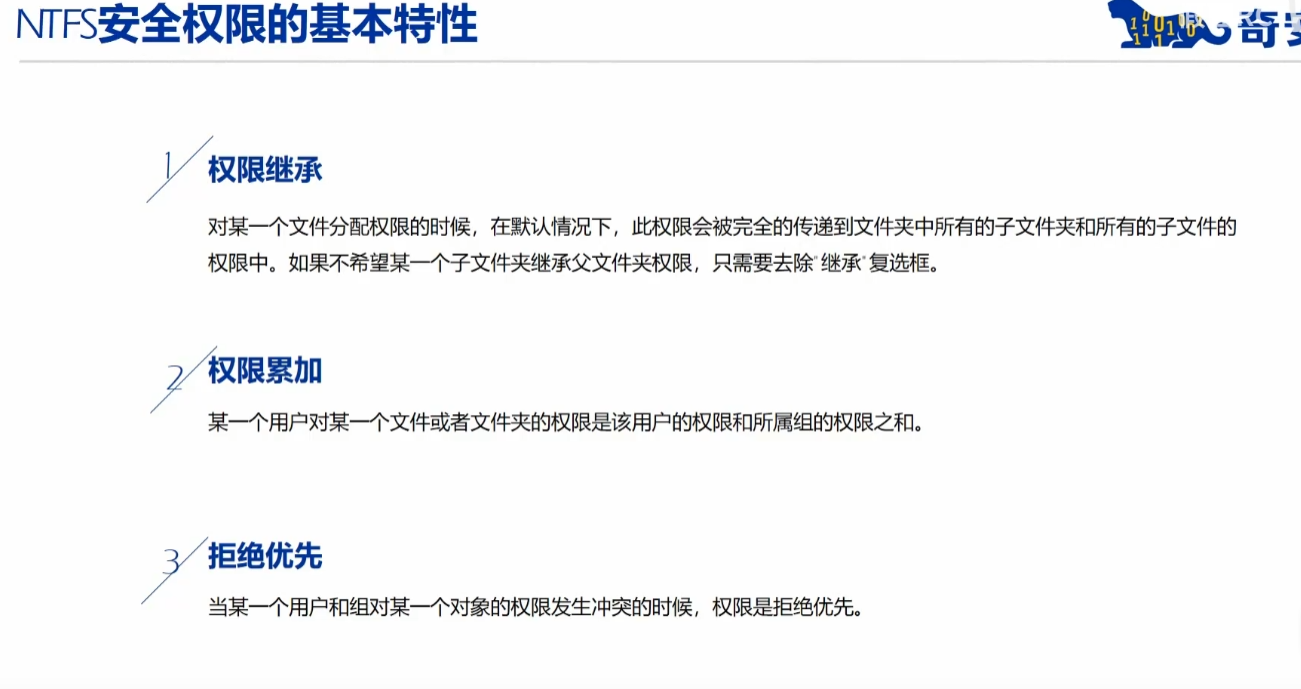 NTFS安全权限的基本特性
1
权限继承
对某一个文件分配权限的时候，在默认情况下，此权限会被完全的传递到文件夹中所有的子文件夹和所有的子文件的
权限中。如果不希望某一个子文件夹继承父文件夹权限，只需要去除"继承"复选框。
2
权限累加
某一个用户对某一个文件或者文件夹的权限是该用户的权限和所属组的权限之和。
3
拒绝优先
当某一个用户和组对某一个对象的权限发生冲突的时候，权限是拒绝优先。